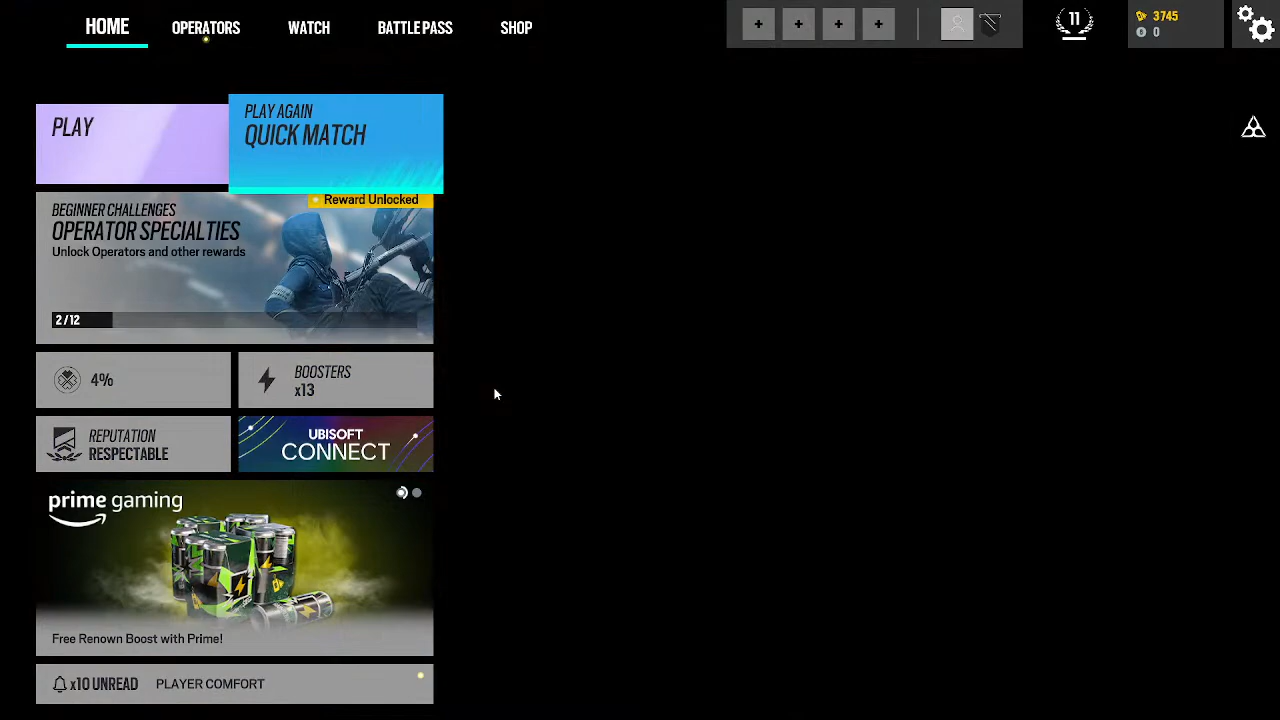 HOME
OPERATORS
WATCH
BATTLE PASS
SHOP
+ + + +
11
3745
0
PLAY
PLAY AGAIN
QUICK MATCH
Reward Unlocked
BEGINNER CHALLENGES
OPERATOR SPECIALTIES
Unlock Operators and other rewards
2/12
4%
BOOSTERS
x13
REPUTATION
RESPECTABLE
UBISOFT
CONNECT
prime gaming
Free Renown Boost with Prime!
x10 UNREAD PLAYER COMFORT